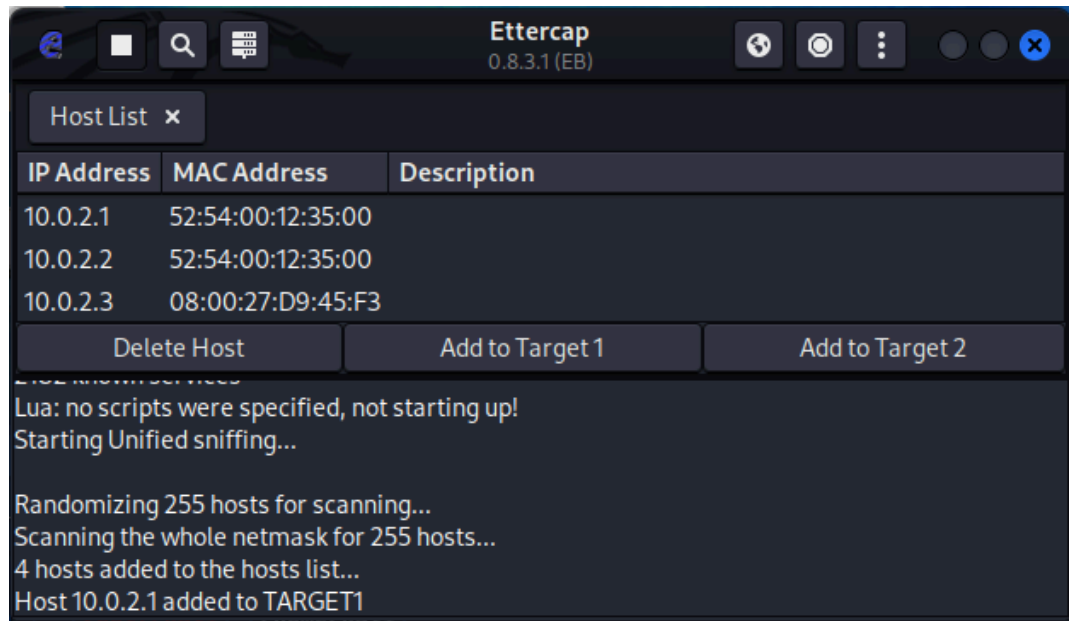 Ettercap
0.8.3.1 (EB)
Host List ×
IP Address MAC Address Description
10.0.2.1 52:54:00:12:35:00
10.0.2.2 52:54:00:12:35:00
10.0.2.3 08:00:27:D9:45:F3
Delete Host Add to Target 1 Add to Target 2
known services
Lua: no scripts were specified, not starting up!
Starting Unified sniffing...
Randomizing 255 hosts for scanning...
Scanning the whole netmask for 255 hosts...
4 hosts added to the hosts list...
Host 10.0.2.1 added to TARGET1